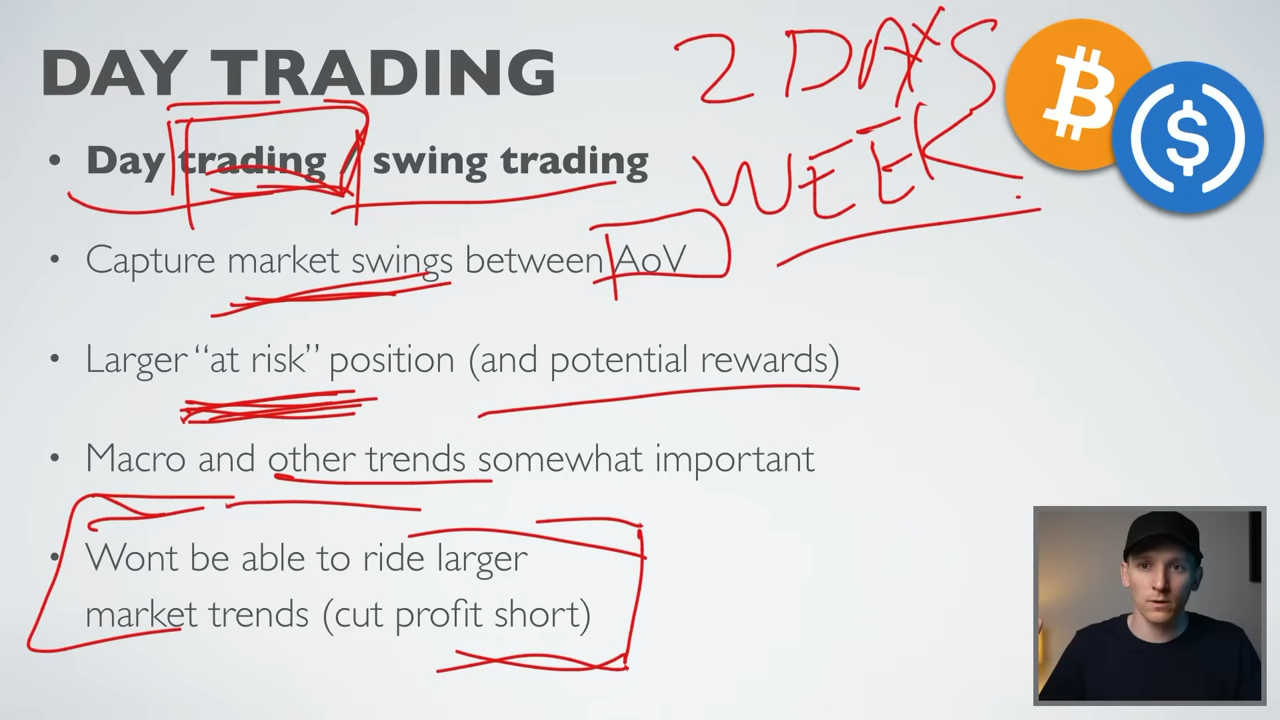 DAY TRADING
2 DAYS
WEEK.
• Day trading / swing trading
• Capture market swings between AoV
• Larger “at risk” position (and potential rewards)
• Macro and other trends somewhat important
• Wont be able to ride larger
market trends (cut profit short)